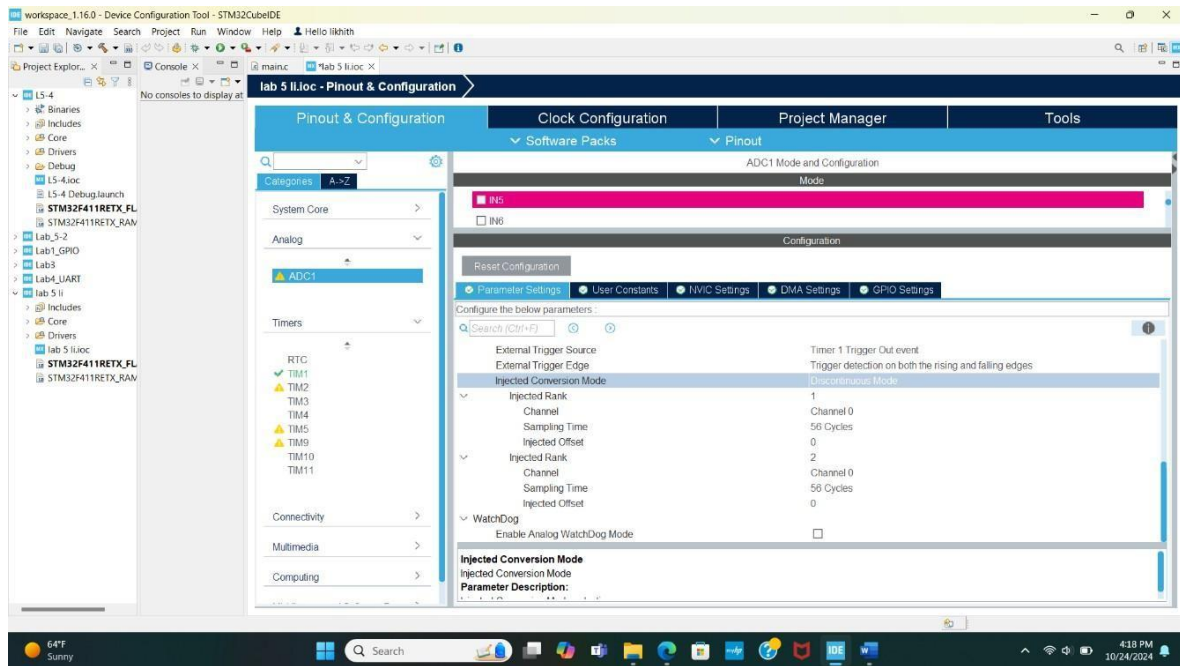 workspace_1.16.0 - Device Configuration Tool - STM32CubeIDE
File Edit Navigate Search Project Run Window Help Hello likhith
Project Explor... Console main.c *lab 5 li.ioc
No consoles to display at
L5-4
Binaries
Includes
Core
Drivers
Debug
L5-4.ioc
L5-4 Debug.launch
STM32F411RETX_FL
STM32F411RETX_RAM
Lab_5-2
Lab1_GPIO
Lab3
Lab4_UART
lab 5 li
Includes
Core
Drivers
lab 5 li.ioc
STM32F411RETX_FL
STM32F411RETX_RAM
lab 5 li.ioc - Pinout & Configuration
Pinout & Configuration Clock Configuration Project Manager Tools
Software Packs Pinout
Categories A->Z
System Core
Analog
ADC1
Timers
RTC
TIM1
TIM2
TIM3
TIM4
TIM5
TIM9
TIM10
TIM11
Connectivity
Multimedia
Computing
ADC1 Mode and Configuration
Mode
IN5
IN6
Configuration
Reset Configuration
Parameter Settings User Constants NVIC Settings DMA Settings GPIO Settings
Configure the below parameters :
Search (Ctrl+F)
External Trigger Source Timer 1 Trigger Out event
External Trigger Edge Trigger detection on both the rising and falling edges
Injected Conversion Mode Discontinuous Mode
Injected Rank 1
Channel Channel 0
Sampling Time 56 Cycles
Injected Offset 0
Injected Rank 2
Channel Channel 0
Sampling Time 56 Cycles
Injected Offset 0
WatchDog
Enable Analog WatchDog Mode
Injected Conversion Mode
Injected Conversion Mode
Parameter Description:
64°F
Sunny
Search
myhp
IDE
4:18 PM
10/24/2024